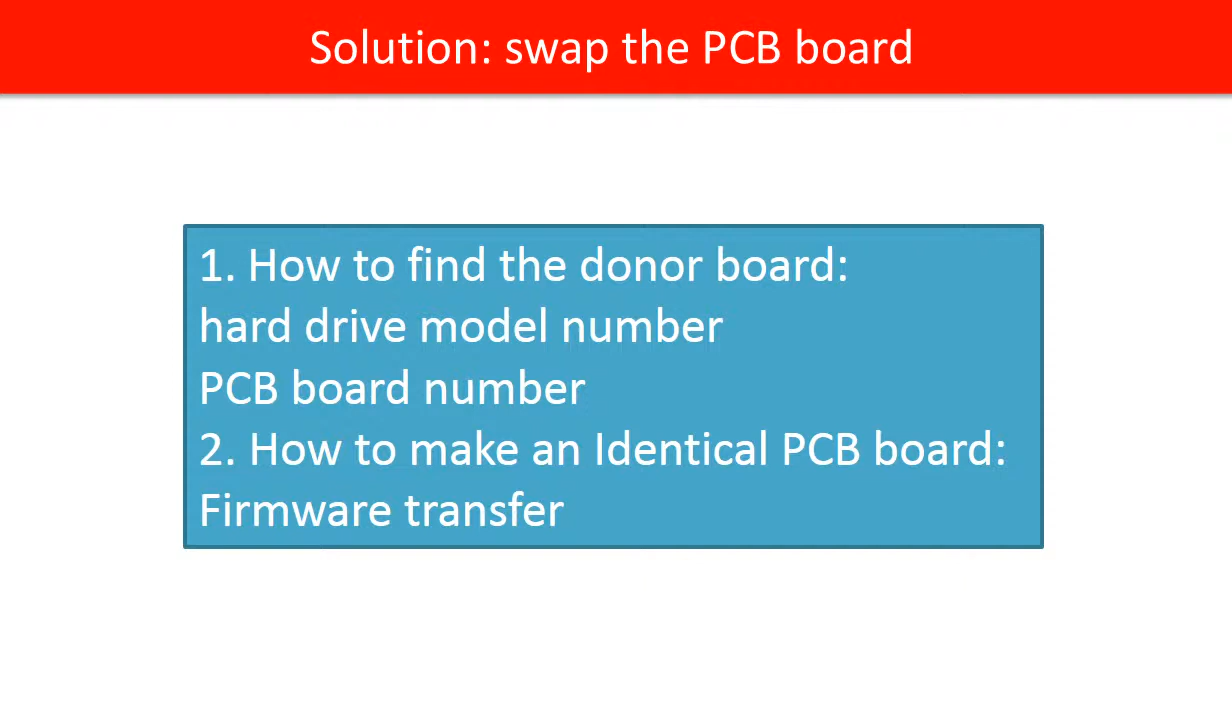 Solution: swap the PCB board
1. How to find the donor board:
hard drive model number
PCB board number
2. How to make an Identical PCB board:
Firmware transfer